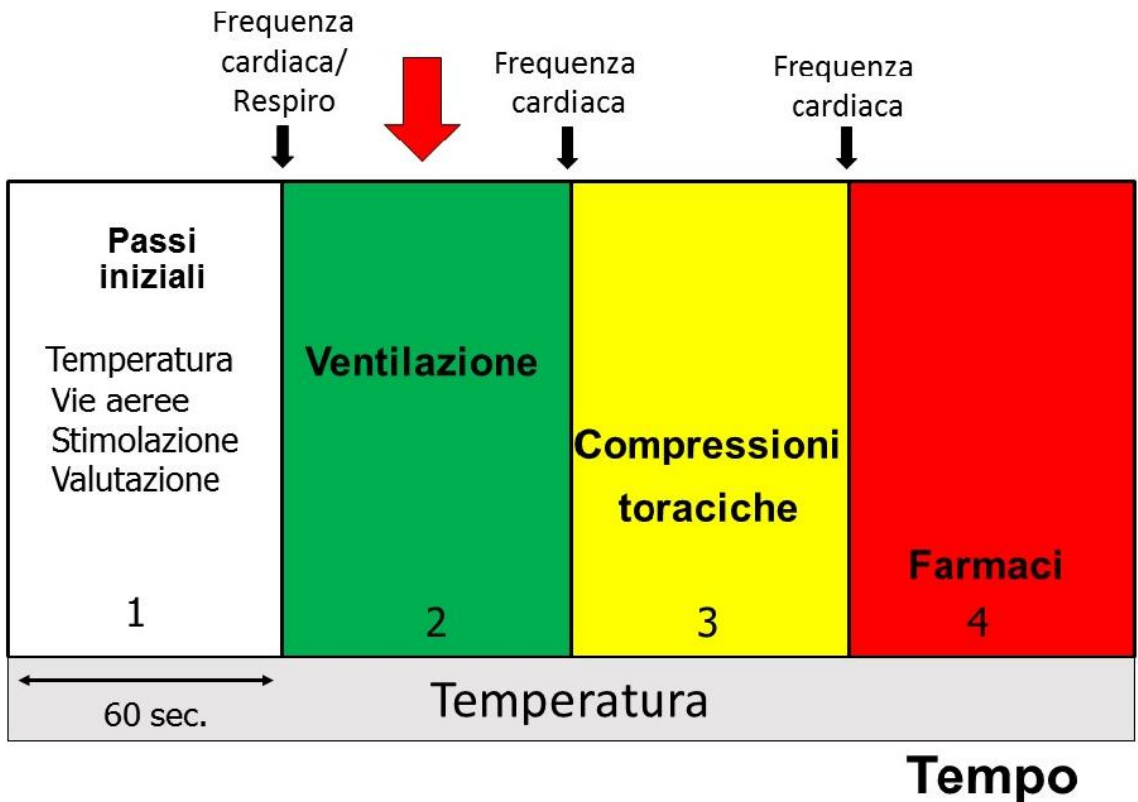 Frequenza
cardiaca/
Respiro
Frequenza
cardiaca
Frequenza
cardiaca
Passi
iniziali
Temperatura
Vie aeree
Stimolazione
Valutazione
1
Ventilazione
2
Compressioni
toraciche
3
Farmaci
4
60 sec.
Temperatura
Tempo